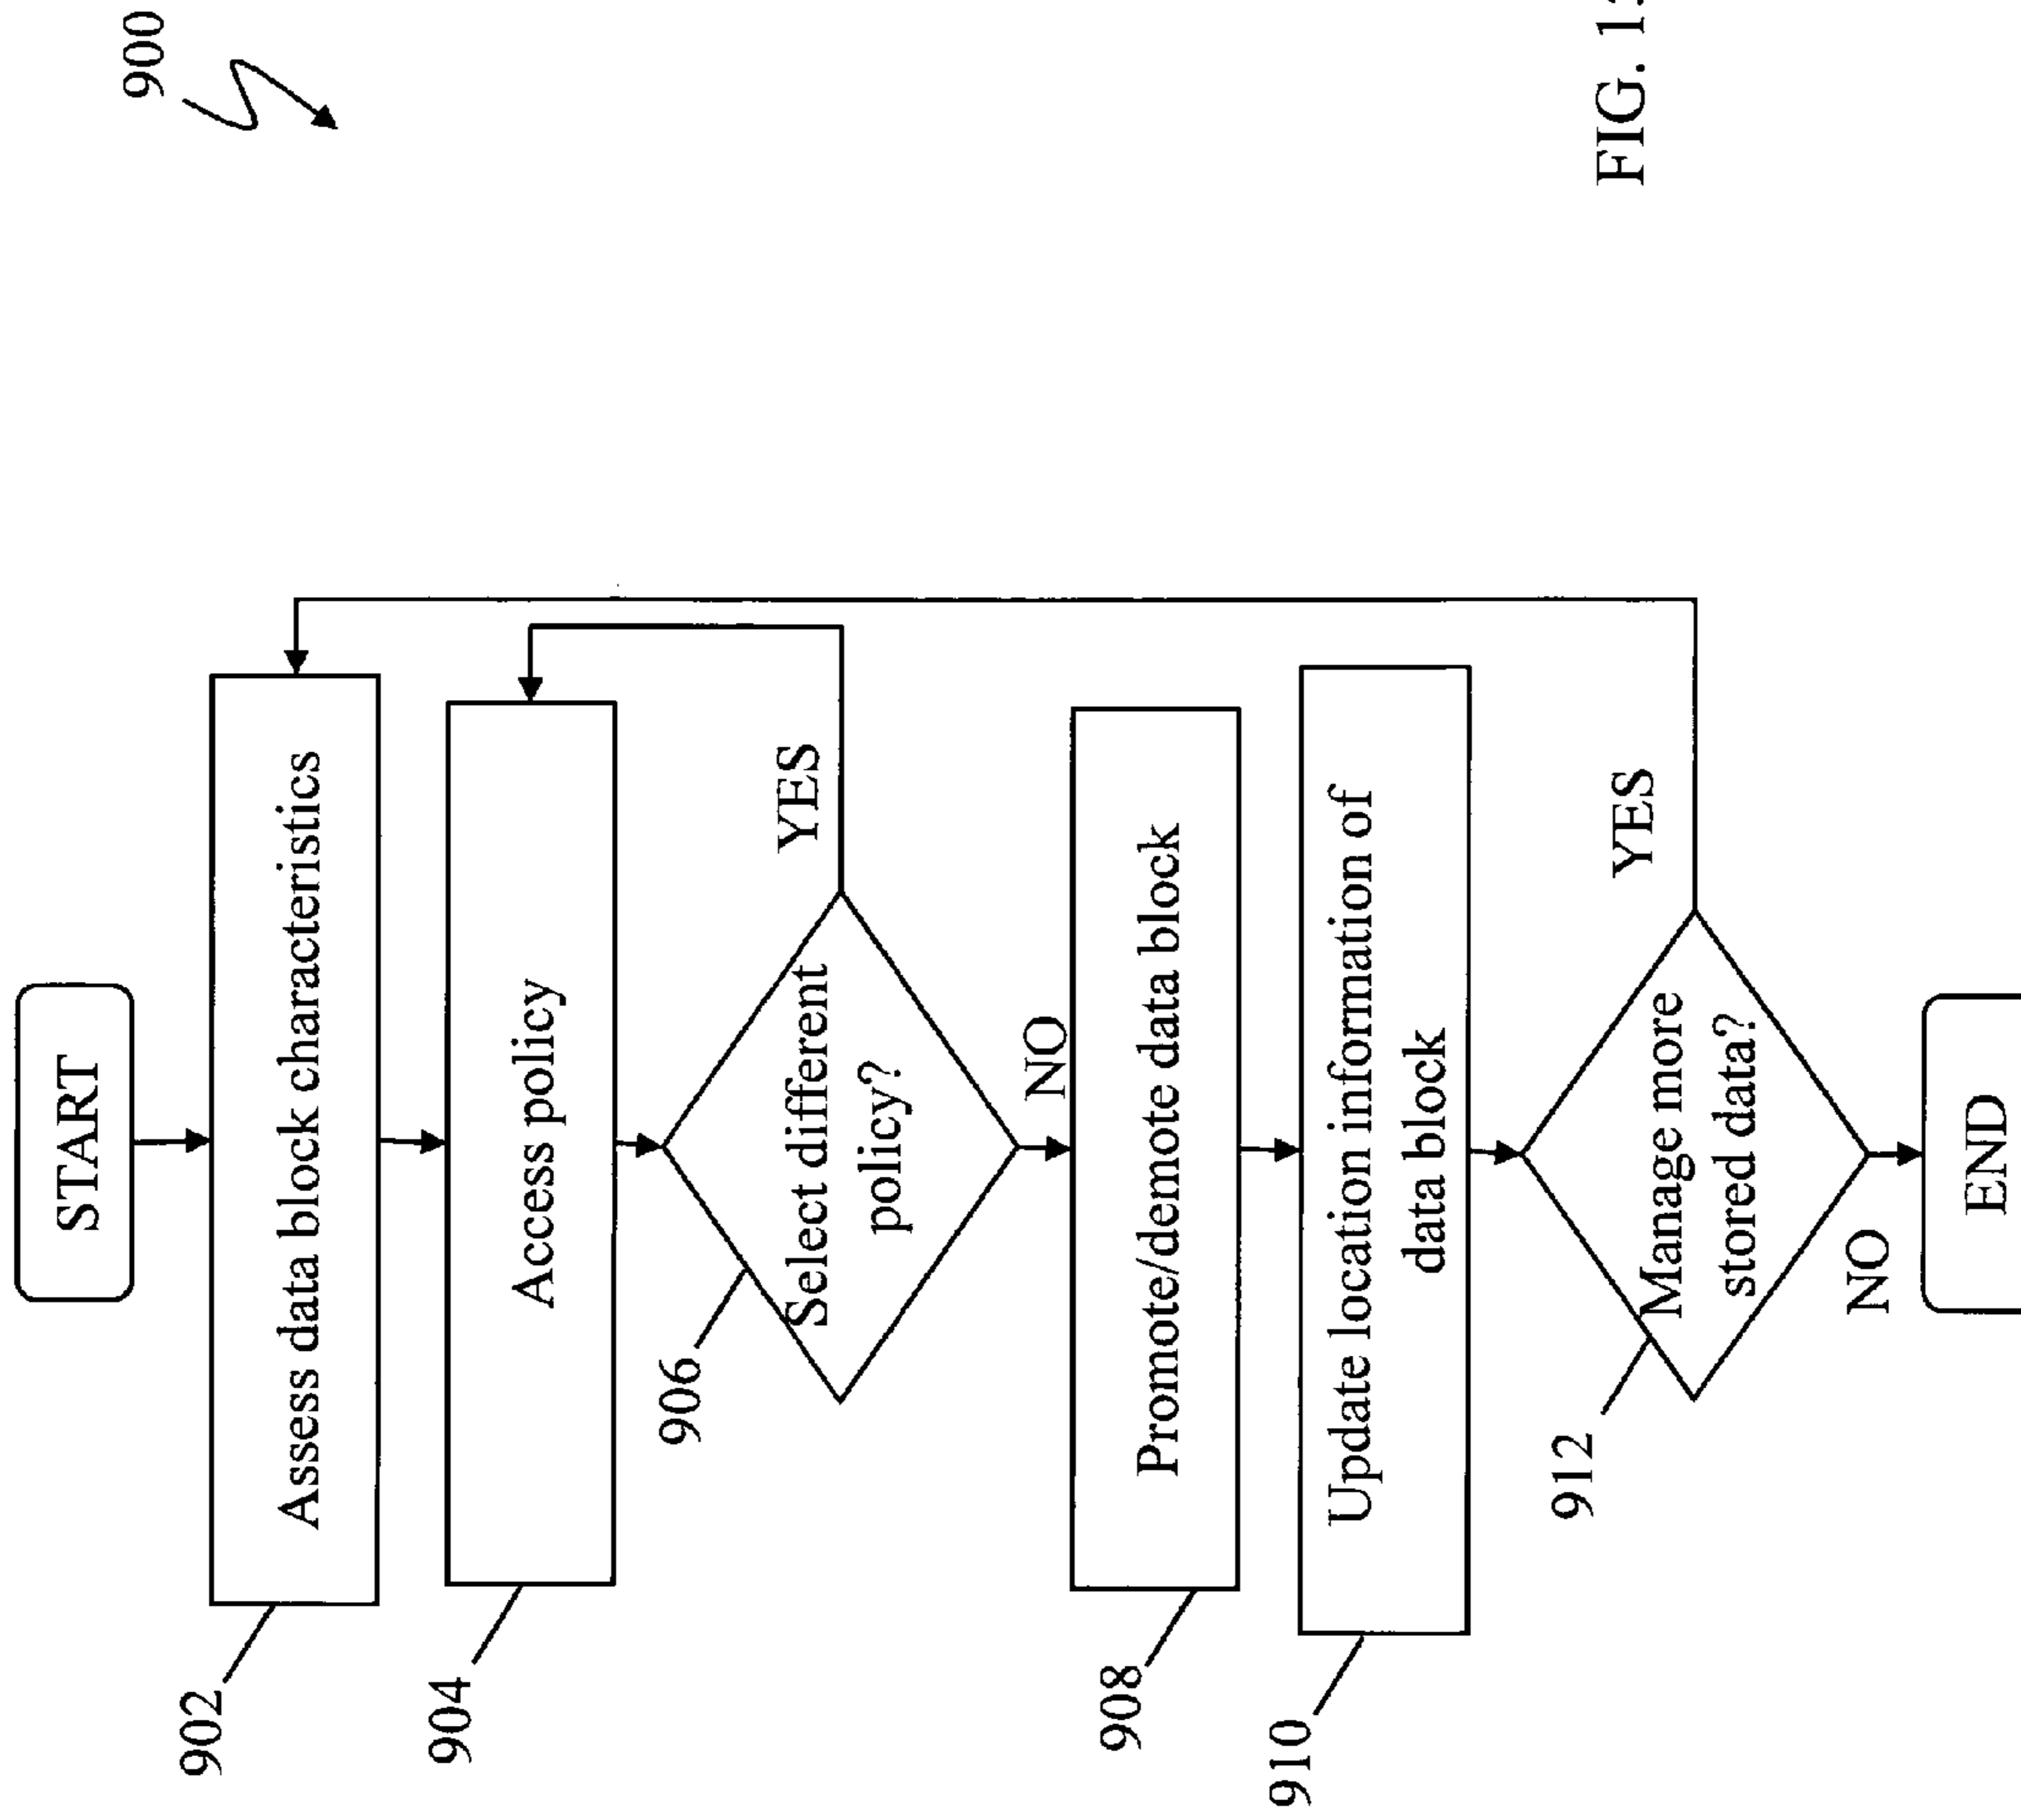 900
START
902
Assess data block characteristics
904
Access policy
906
Select different
policy?
YES
NO
908
Promote/demote data block
910
Update location information of
data block
912
Manage more
stored data?
YES
NO
END
FIG.